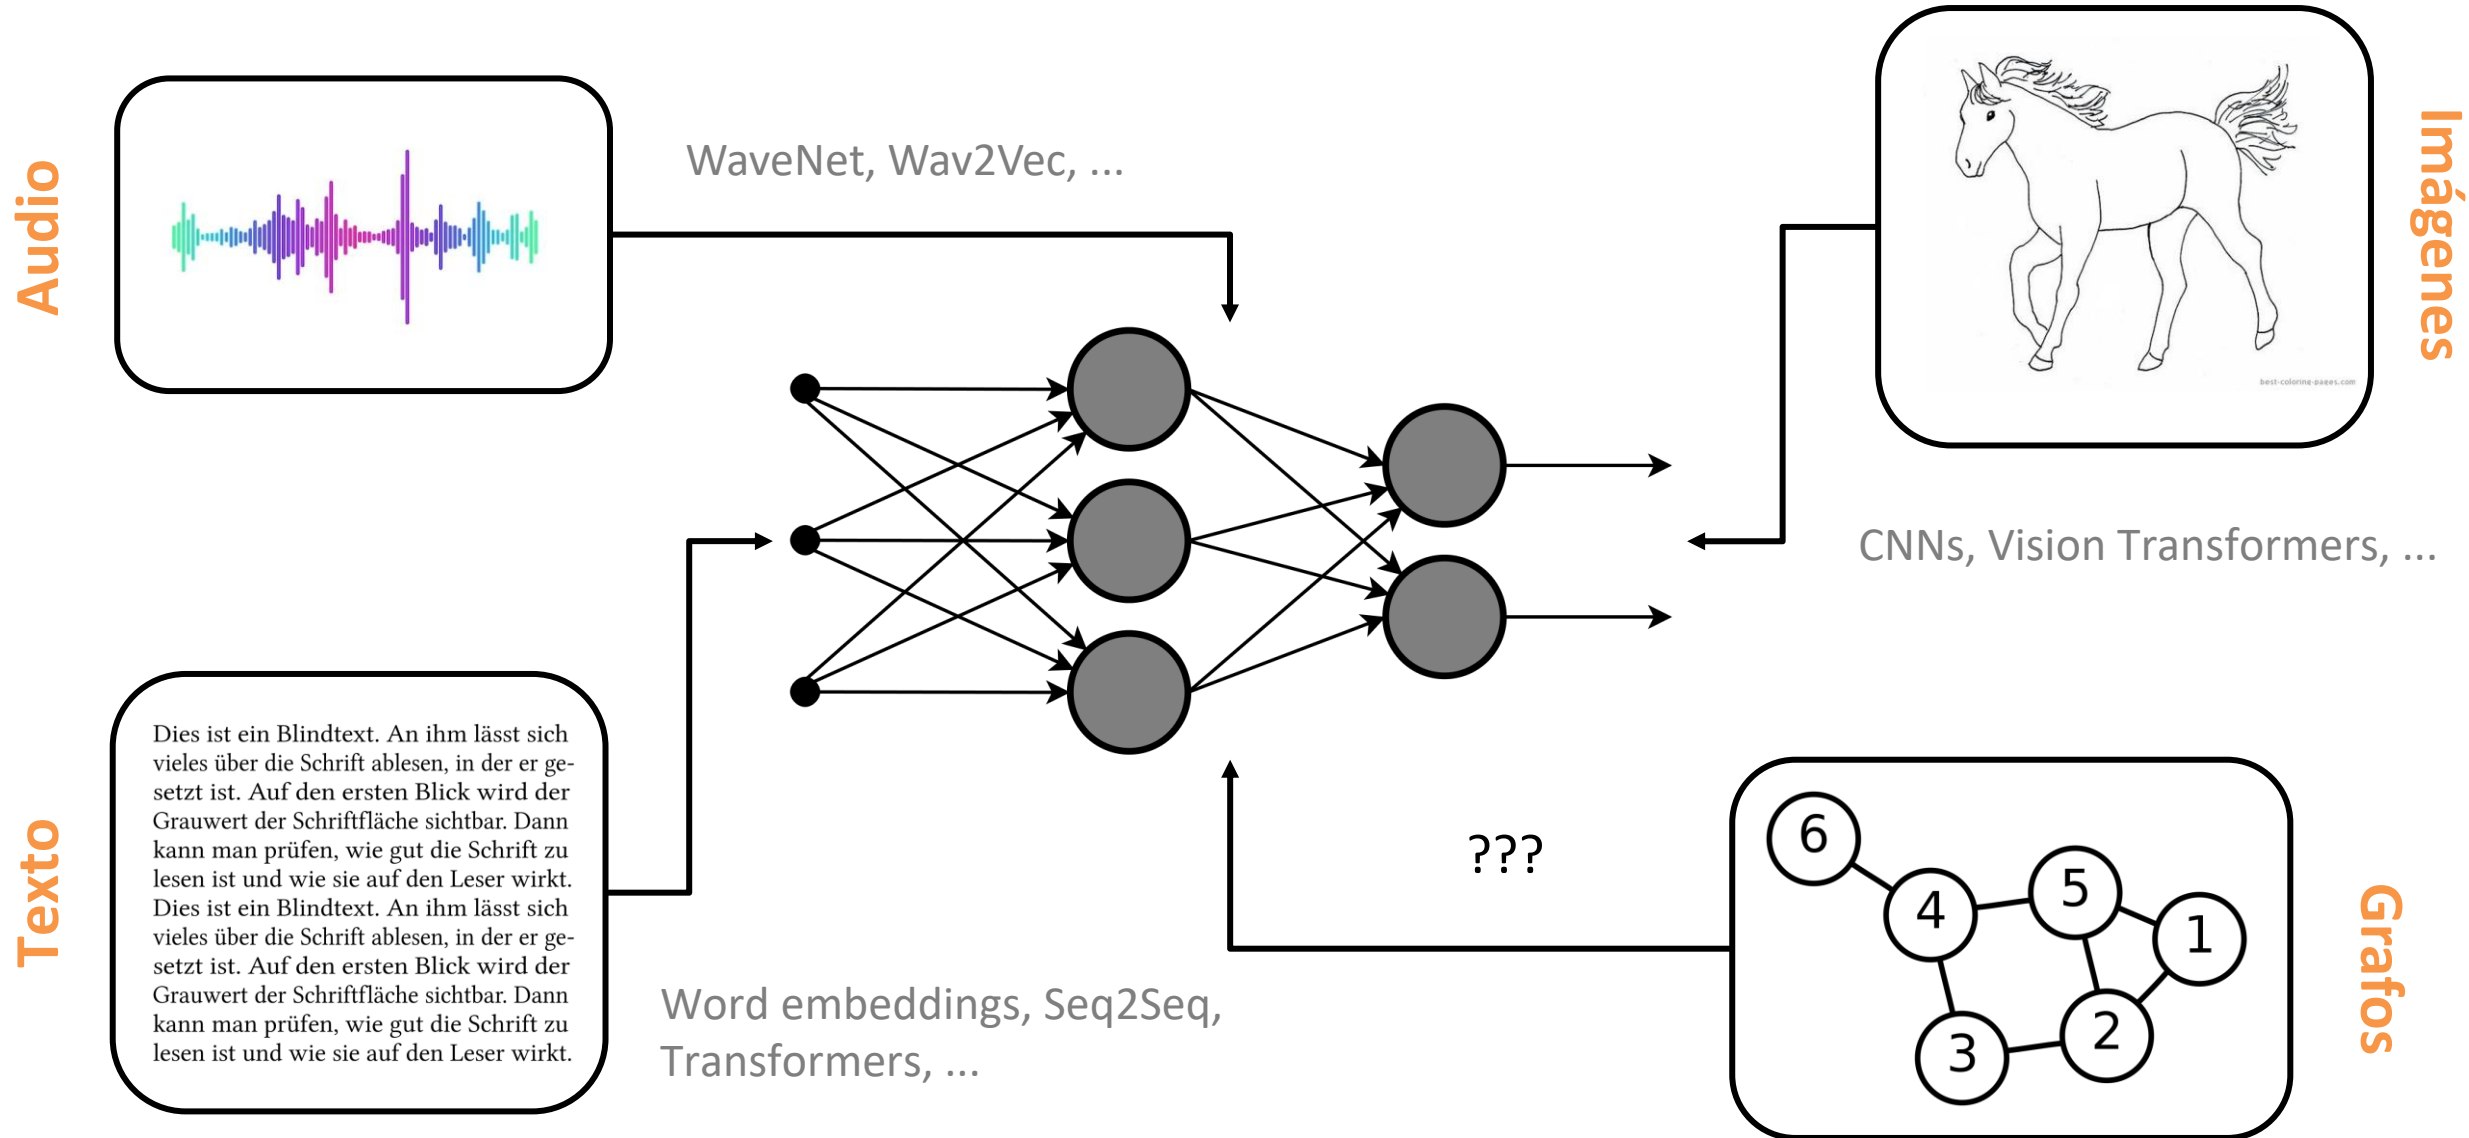 Audio
WaveNet, Wav2Vec, ...
Imágenes
best-coloring-pages.com
CNNs, Vision Transformers, ...
Texto
Dies ist ein Blindtext. An ihm lässt sich
vieles über die Schrift ablesen, in der er ge-
setzt ist. Auf den ersten Blick wird der
Grauwert der Schriftfläche sichtbar. Dann
kann man prüfen, wie gut die Schrift zu
lesen ist und wie sie auf den Leser wirkt.
Dies ist ein Blindtext. An ihm lässt sich
vieles über die Schrift ablesen, in der er ge-
setzt ist. Auf den ersten Blick wird der
Grauwert der Schriftfläche sichtbar. Dann
kann man prüfen, wie gut die Schrift zu
lesen ist und wie sie auf den Leser wirkt.
Word embeddings, Seq2Seq,
Transformers, ...
???
6
4
5
1
3
2
Grafos